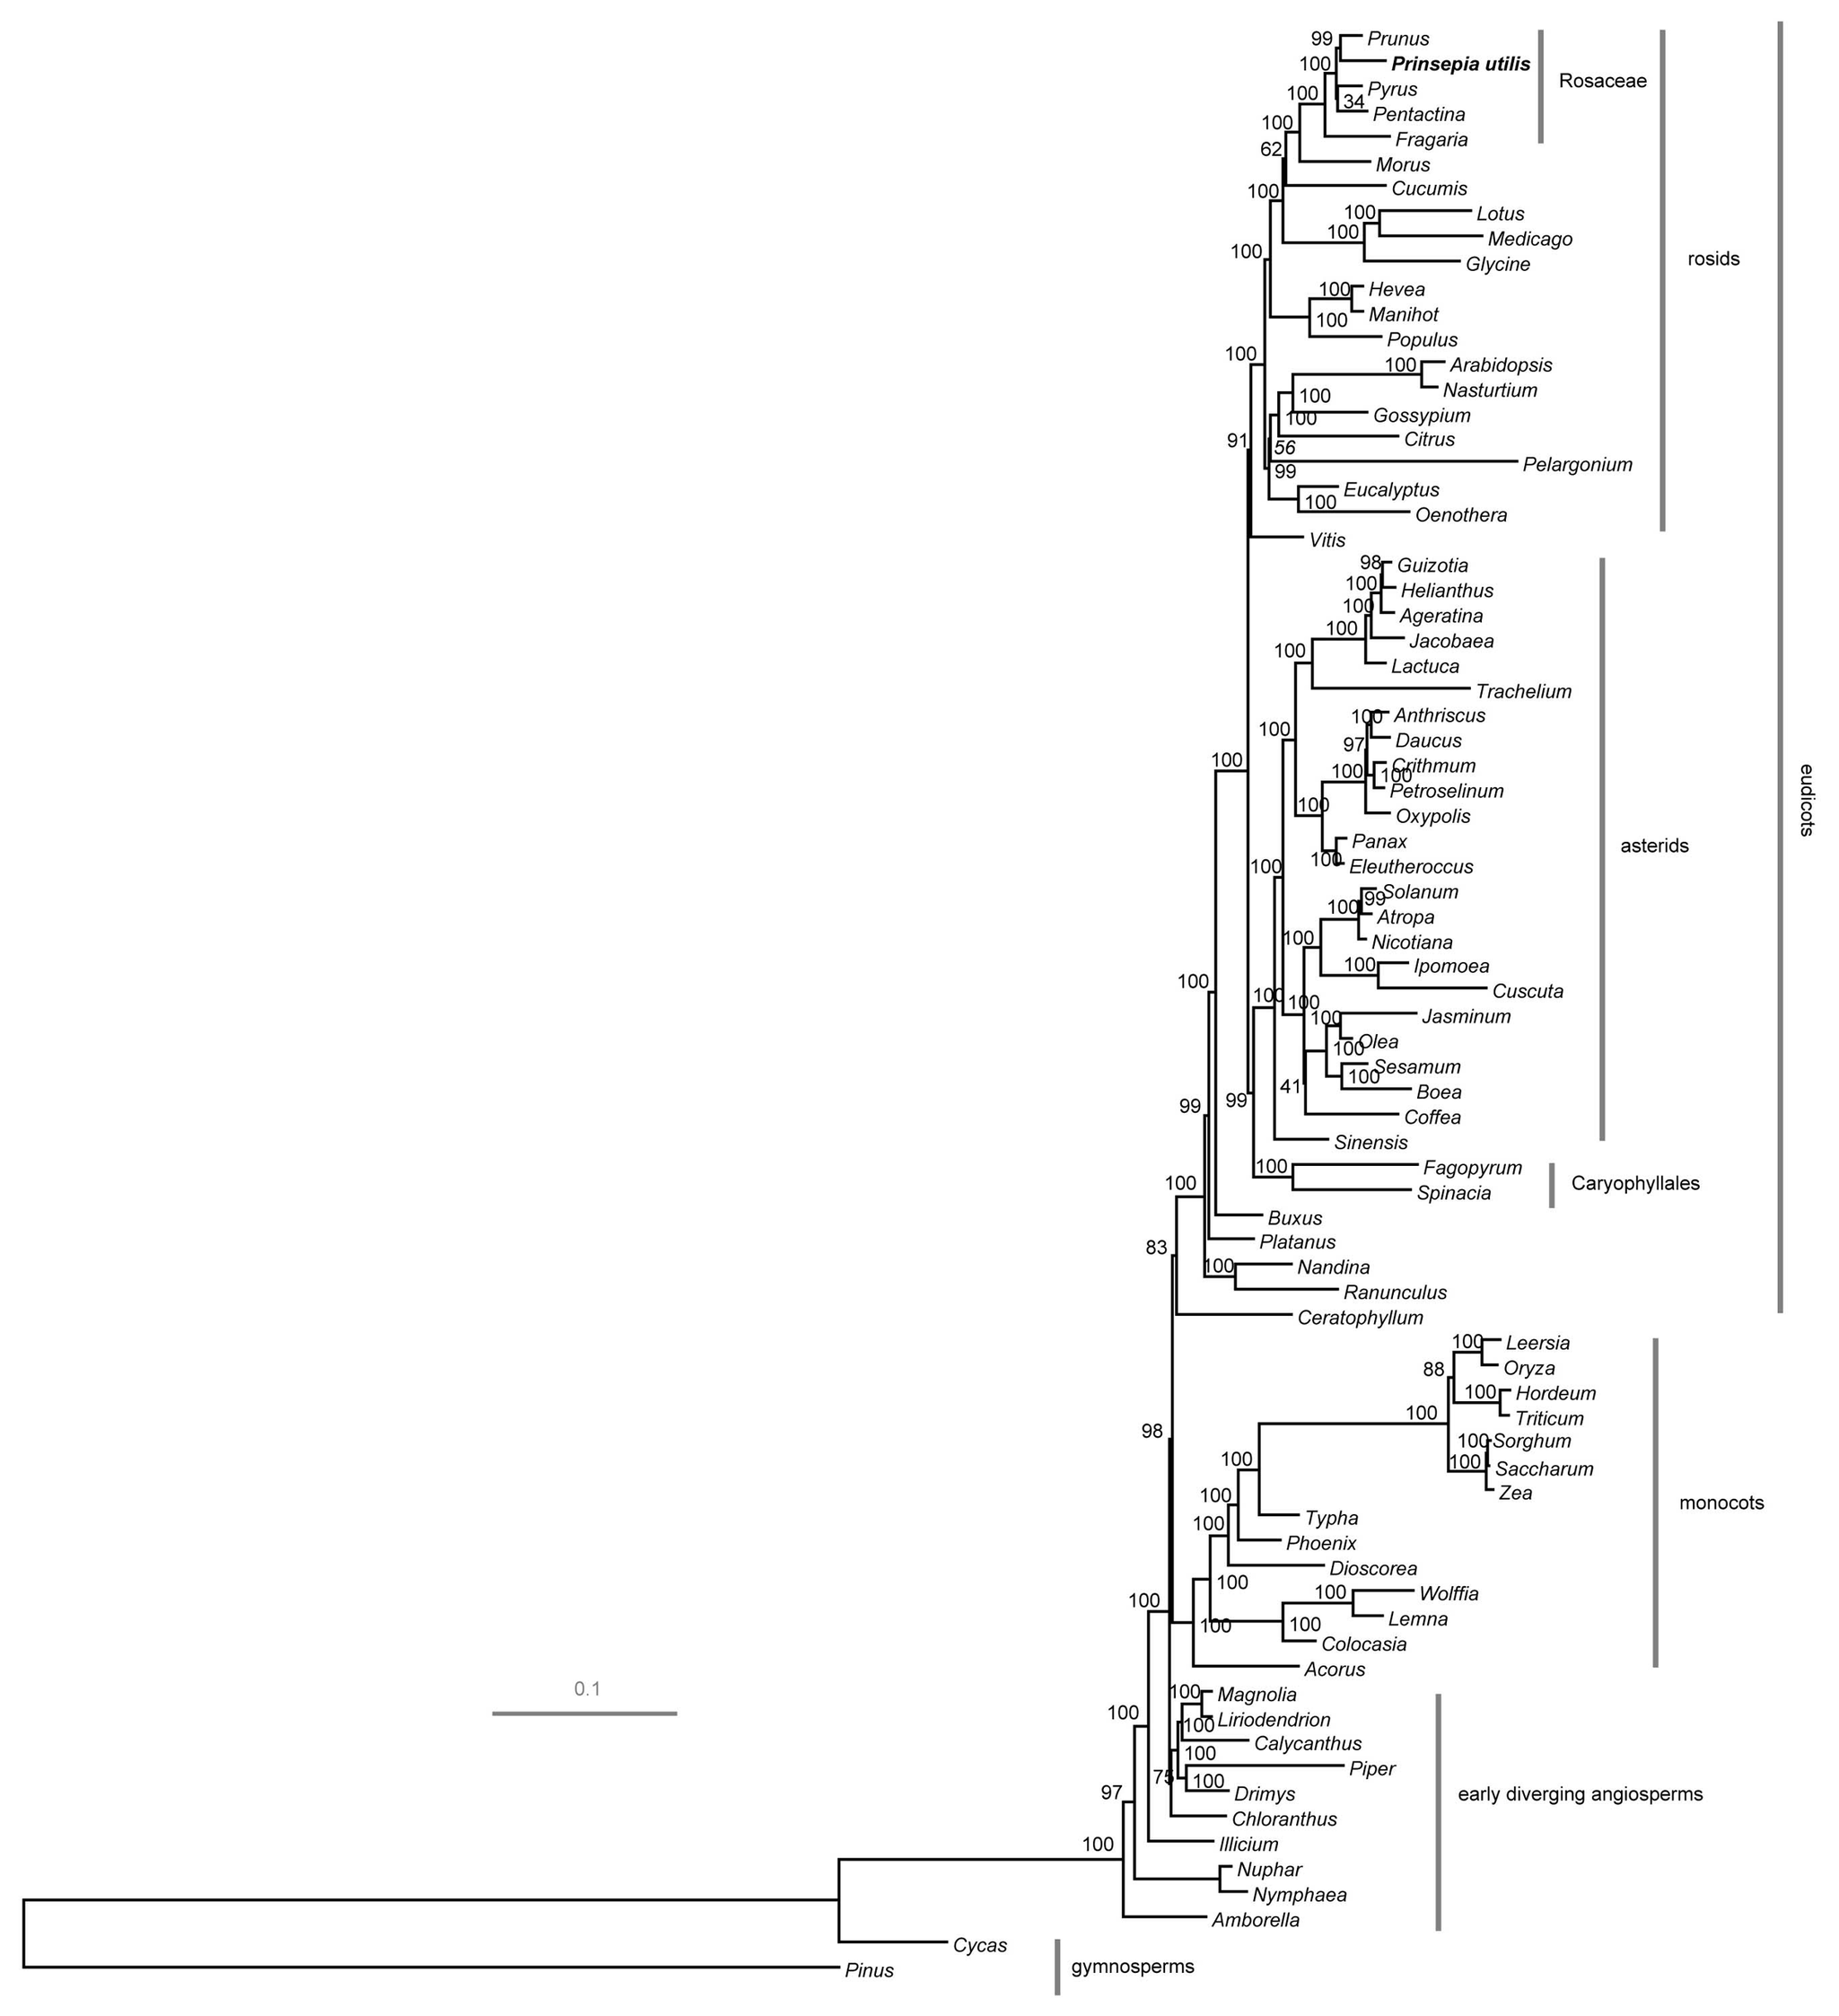 99
Prunus
Prinsepia utilis
100
Rosaceae
Pyrus
100
34
Pentactina
100
Fragaria
62
Morus
Cucumis
100
Lotus
100
100
Medicago
100
rosids
Glycine
100
Hevea
Manihot
100
Populus
100
100
Arabidopsis
Nasturtium
100
Gossypium
100
Citrus
91
56
Pelargonium
99
Eucalyptus
100
Oenothera
Vitis
98
Guizotia
100
Helianthus
100
Ageratina
100
Jacobaea
100
Lactuca
Trachelium
100
Anthriscus
100
Daucus
97
100
Crithmum
100
100
eudicots
Petroselinum
100
Oxypolis
Panax
asterids
100
100
Eleutheroccus
99
Solanum
100
Atropa
100
Nicotiana
100
Ipomoea
100
Cuscuta
100
100
100
Jasminum
Olea
100
Sesamum
100
41
Boea
99
99
Coffea
Sinensis
100
Fagopyrum
100
Caryophyllales
Spinacia
Buxus
83
Platanus
100
Nandina
Ranunculus
Ceratophyllum
100
Leersia
88
Oryza
100
Hordeum
100
Triticum
98
100
Sorghum
100
100
Saccharum
Zea
100
monocots
100
Typha
Phoenix
Dioscorea
100
100
Wolffia
100
100
100
Lemna
Colocasia
Acorus
0.1
100
Magnolia
100
100
Liriodendrion
Calycanthus
100
Piper
75
100
97
Drimys
early diverging angiosperms
Chloranthus
100
Illicium
Nuphar
Nymphaea
Amborella
Cycas
gymnosperms
Pinus